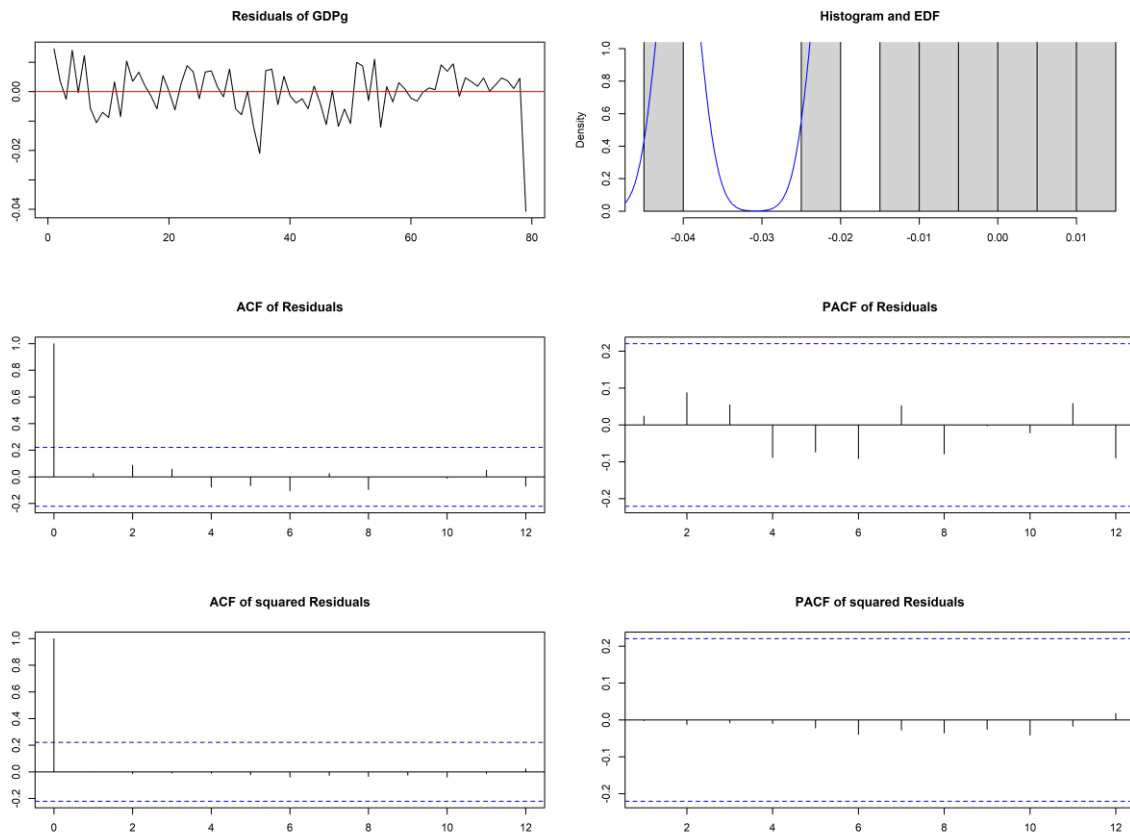 Residuals of GDPg
0.00
-0.02
-0.04
0 20 40 60 80
Histogram and EDF
Density
1.0
0.8
0.6
0.4
0.2
0.0
-0.04 -0.03 -0.02 -0.01 0.00 0.01
ACF of Residuals
1.0
0.8
0.6
0.4
0.2
0.0
-0.2
0 2 4 6 8 10 12
PACF of Residuals
0.2
0.1
0.0
-0.1
-0.2
2 4 6 8 10 12
ACF of squared Residuals
1.0
0.8
0.6
0.4
0.2
0.0
-0.2
0 2 4 6 8 10 12
PACF of squared Residuals
0.2
0.1
0.0
-0.1
-0.2
2 4 6 8 10 12